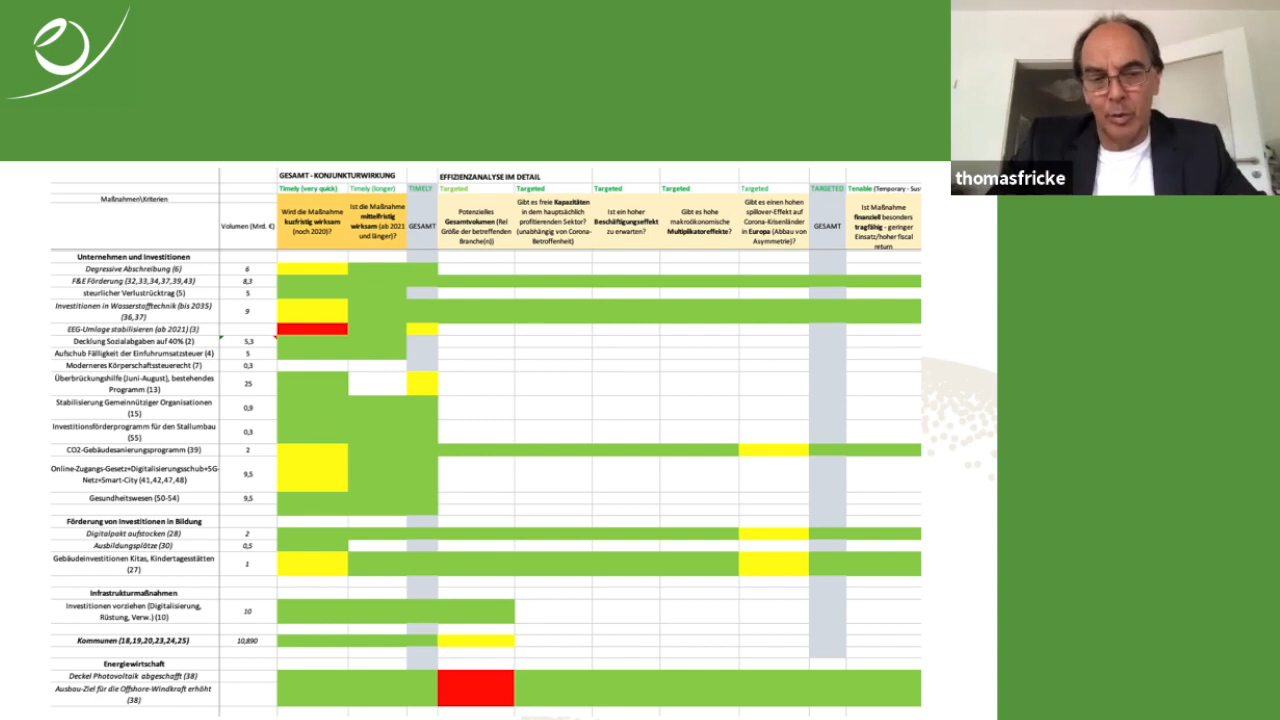 thomasfricke
GESAMT - KONJUNKTURWIRKUNG
EFFIZIENZANALYSE IM DETAIL
Timely (very quick) Timely (longer) TIMELY Targeted Targeted Targeted Targeted Targeted TARGETED Tenable (Temporary - Sus
Maßnahmen\Kriterien
Volumen (Mrd. €)
Wird die Maßnahme
kuzfristig wirksam
(noch 2020)?
Ist die Maßnahme
mittelfristig
wirksam (ab 2021
und länger)?
GESAMT
Potenzielles
Gesamtvolumen (Rel
Größe der betreffenden
Branche(n))
Gibt es freie Kapazitäten
in dem hauptsächlich
profitierenden Sektor?
(unabhängig von Corona-
Betroffenheit)
Ist ein hoher
Beschäftigungseffekt
zu erwarten?
Gibt es hohe
makroökonomische
Multiplikatoreffekte?
Gibt es einen hohen
spillover-Effekt auf
Corona-Krisenländer
in Europa (Abbau von
Asymmetrie)?
GESAMT
Ist Maßnahme
finanziell besonders
tragfähig - geringer
Einsatz/hoher fiscal
return
Unternehmen und Investitionen
Degressive Abschreibung (6) 6
F&E Förderung (32,33,34,37,39,43) 8,3
steurlicher Verlustrücktrag (5) 5
Investitionen in Wasserstofftechnik (bis 2035)
(36,37) 9
EEG-Umlage stabilisieren (ab 2021) (3)
Decklung Sozialabgaben auf 40% (2) 5,3
Aufschub Fälligkeit der Einfuhrumsatzsteuer (4) 5
Moderneres Körperschaftssteuerecht (7) 0,3
Überbrückungshilfe (Juni-August), bestehendes
Programm (13) 25
Stabilisierung Gemeinnütziger Organisationen
(15) 0,9
Investitionsförderprogramm für den Stallumbau
(55) 0,3
CO2-Gebäudesanierungsprogramm (39) 2
Online-Zugangs-Gesetz+Digitalisierungsschub+5G-
Netz+Smart-City (41,42,47,48) 9,5
Gesundheitswesen (50-54) 9,5
Förderung von Investitionen in Bildung
Digitalpakt aufstocken (28) 2
Ausbildungsplätze (30) 0,5
Gebäudeinvestitionen Kitas, Kindertagesstätten
(27) 1
Infrastrukturmaßnahmen
Investitionen vorziehen (Digitalisierung,
Rüstung, Verw.) (10) 10
Kommunen (18,19,20,23,24,25) 10,890
Energiewirtschaft
Deckel Photovoltaik abgeschafft (38)
Ausbau-Ziel für die Offshore-Windkraft erhöht
(38)